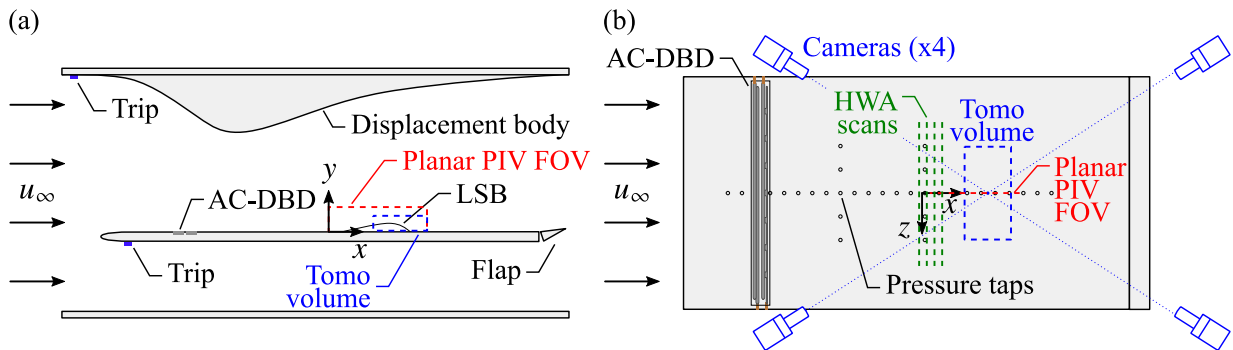 (a)
Trip
Displacement body
Planar PIV FOV
y
u∞
AC-DBD
LSB
x
Trip
Tomo
volume
Flap
(b)
Cameras (x4)
AC-DBD
HWA
scans
Tomo
volume
u∞
Planar
PIV
FOV
x
z
Pressure taps